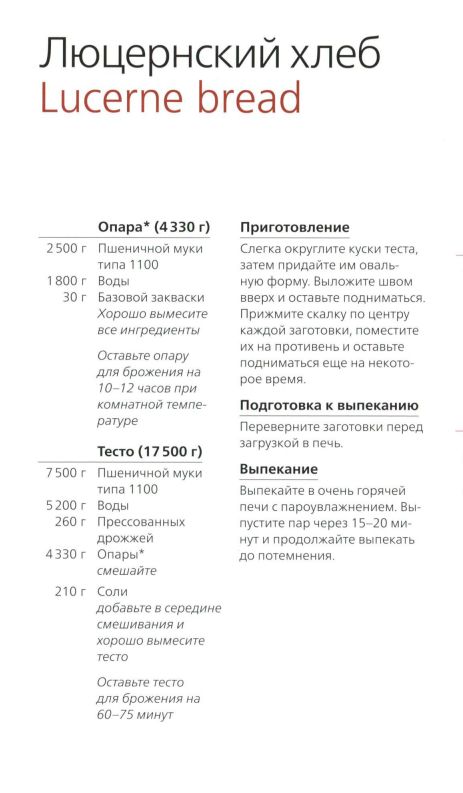 Люцернский хлеб
Lucerne bread
Опара* (4 330 г)
2 500 г Пшеничной муки
типа 1100
1 800 г Воды
30 г Базовой закваски
Хорошо вымесите
все ингредиенты
Оставьте опару
для брожения на
10–12 часов при
комнатной темпе-
ратуре
Тесто (17 500 г)
7 500 г Пшеничной муки
типа 1100
5 200 г Воды
260 г Прессованных
дрожжей
4 330 г Опары*
смешайте
210 г Соли
добавьте в середине
смешивания и
хорошо вымесите
тесто
Оставьте тесто
для брожения на
60–75 минут
Приготовление
Слегка округлите куски теста,
затем придайте им оваль-
ную форму. Выложите швом
вверх и оставьте подниматься.
Прижмите скалку по центру
каждой заготовки, поместите
их на противень и оставьте
подниматься еще на некото-
рое время.
Подготовка к выпеканию
Переверните заготовки перед
загрузкой в печь.
Выпекание
Выпекайте в очень горячей
печи с пароувлажнением. Вы-
пустите пар через 15–20 ми-
нут и продолжайте выпекать
до потемнения.